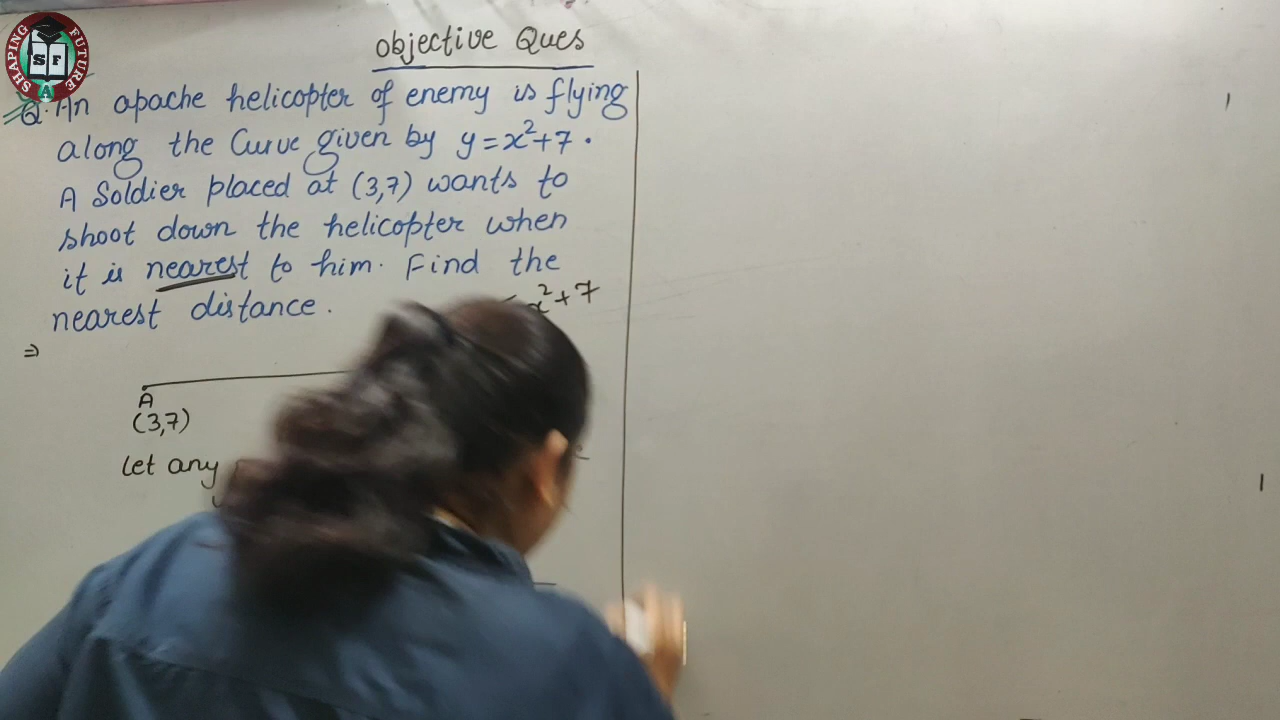 SHAPING FUTURE
SF
A
objective Ques
Q. An apache helicopter of enemy is flying
along the Curve given by y = x²+7.
A Soldier placed at (3,7) wants to
shoot down the helicopter when
it is nearest to him. Find the
nearest distance.
x²+7
⇒
A
(3,7)
Let any